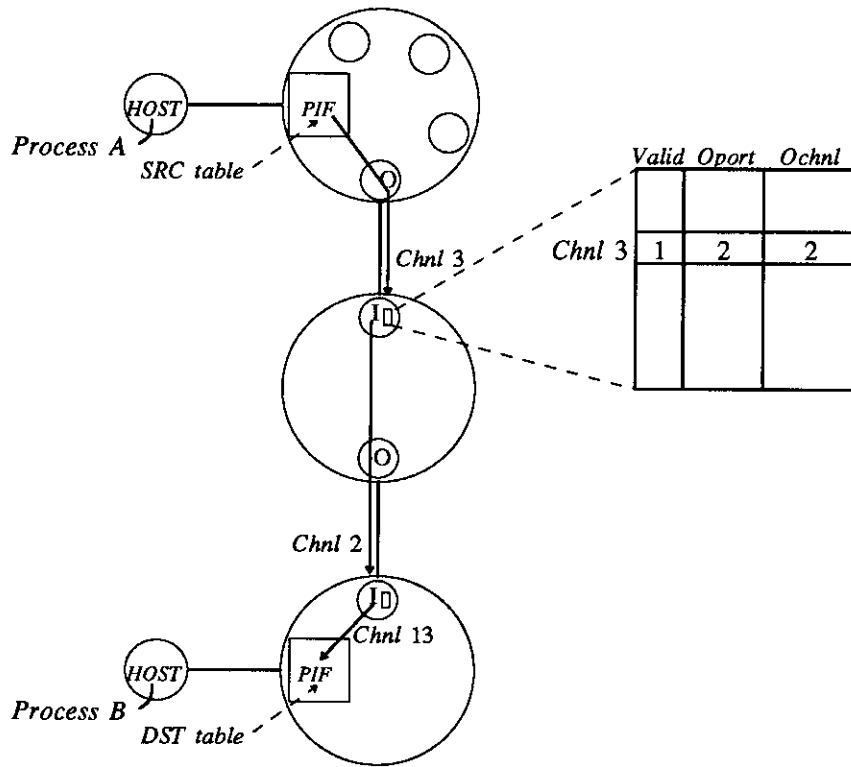 HOST
PIF
Process A
SRC table
O
Chnl 3
Valid Oport Ochnl
Chnl 3 1 2 2
I
O
Chnl 2
I
Chnl 13
HOST
PIF
Process B
DST table